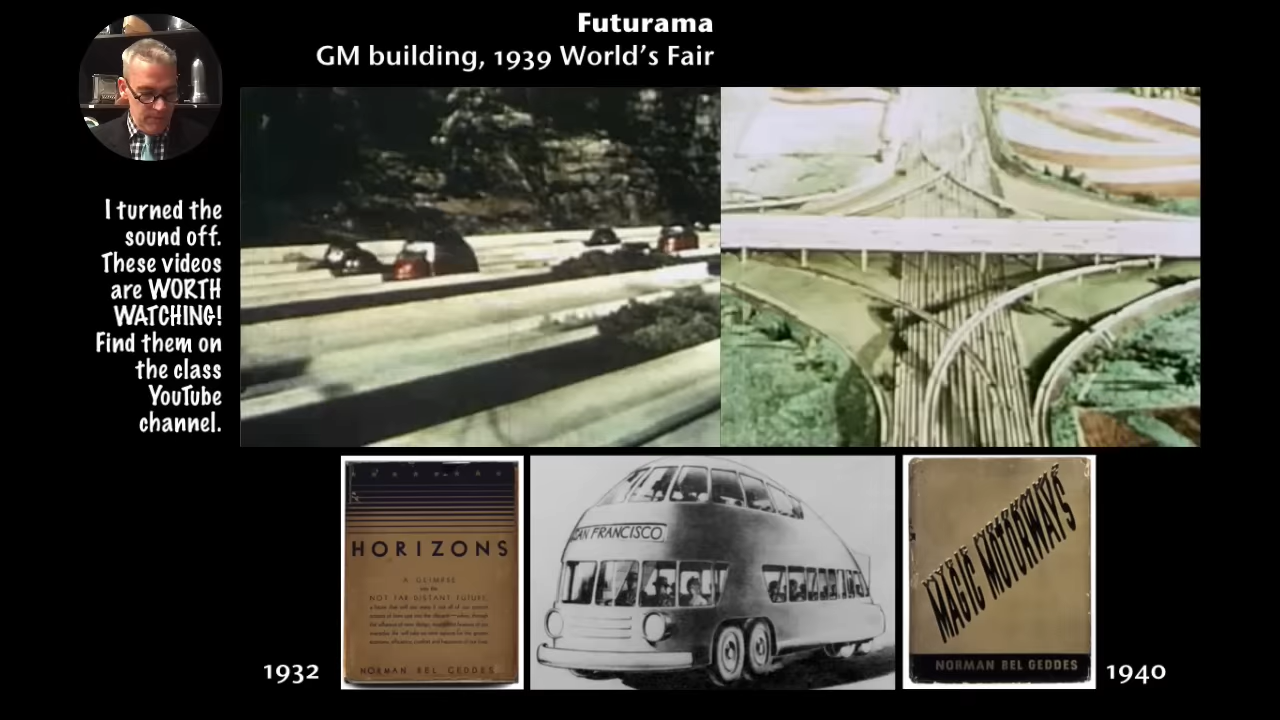 Futurama
GM building, 1939 World's Fair
I turned the
sound off.
These videos
are WORTH
WATCHING!
Find them on
the class
YouTube
channel.
HORIZONS
A GLIMPSE
into the
NOT FAR-DISTANT FUTURE,
NORMAN BEL GEDDES
1932
SAN FRANCISCO
MAGIC MOTORWAYS
NORMAN BEL GEDDES
1940